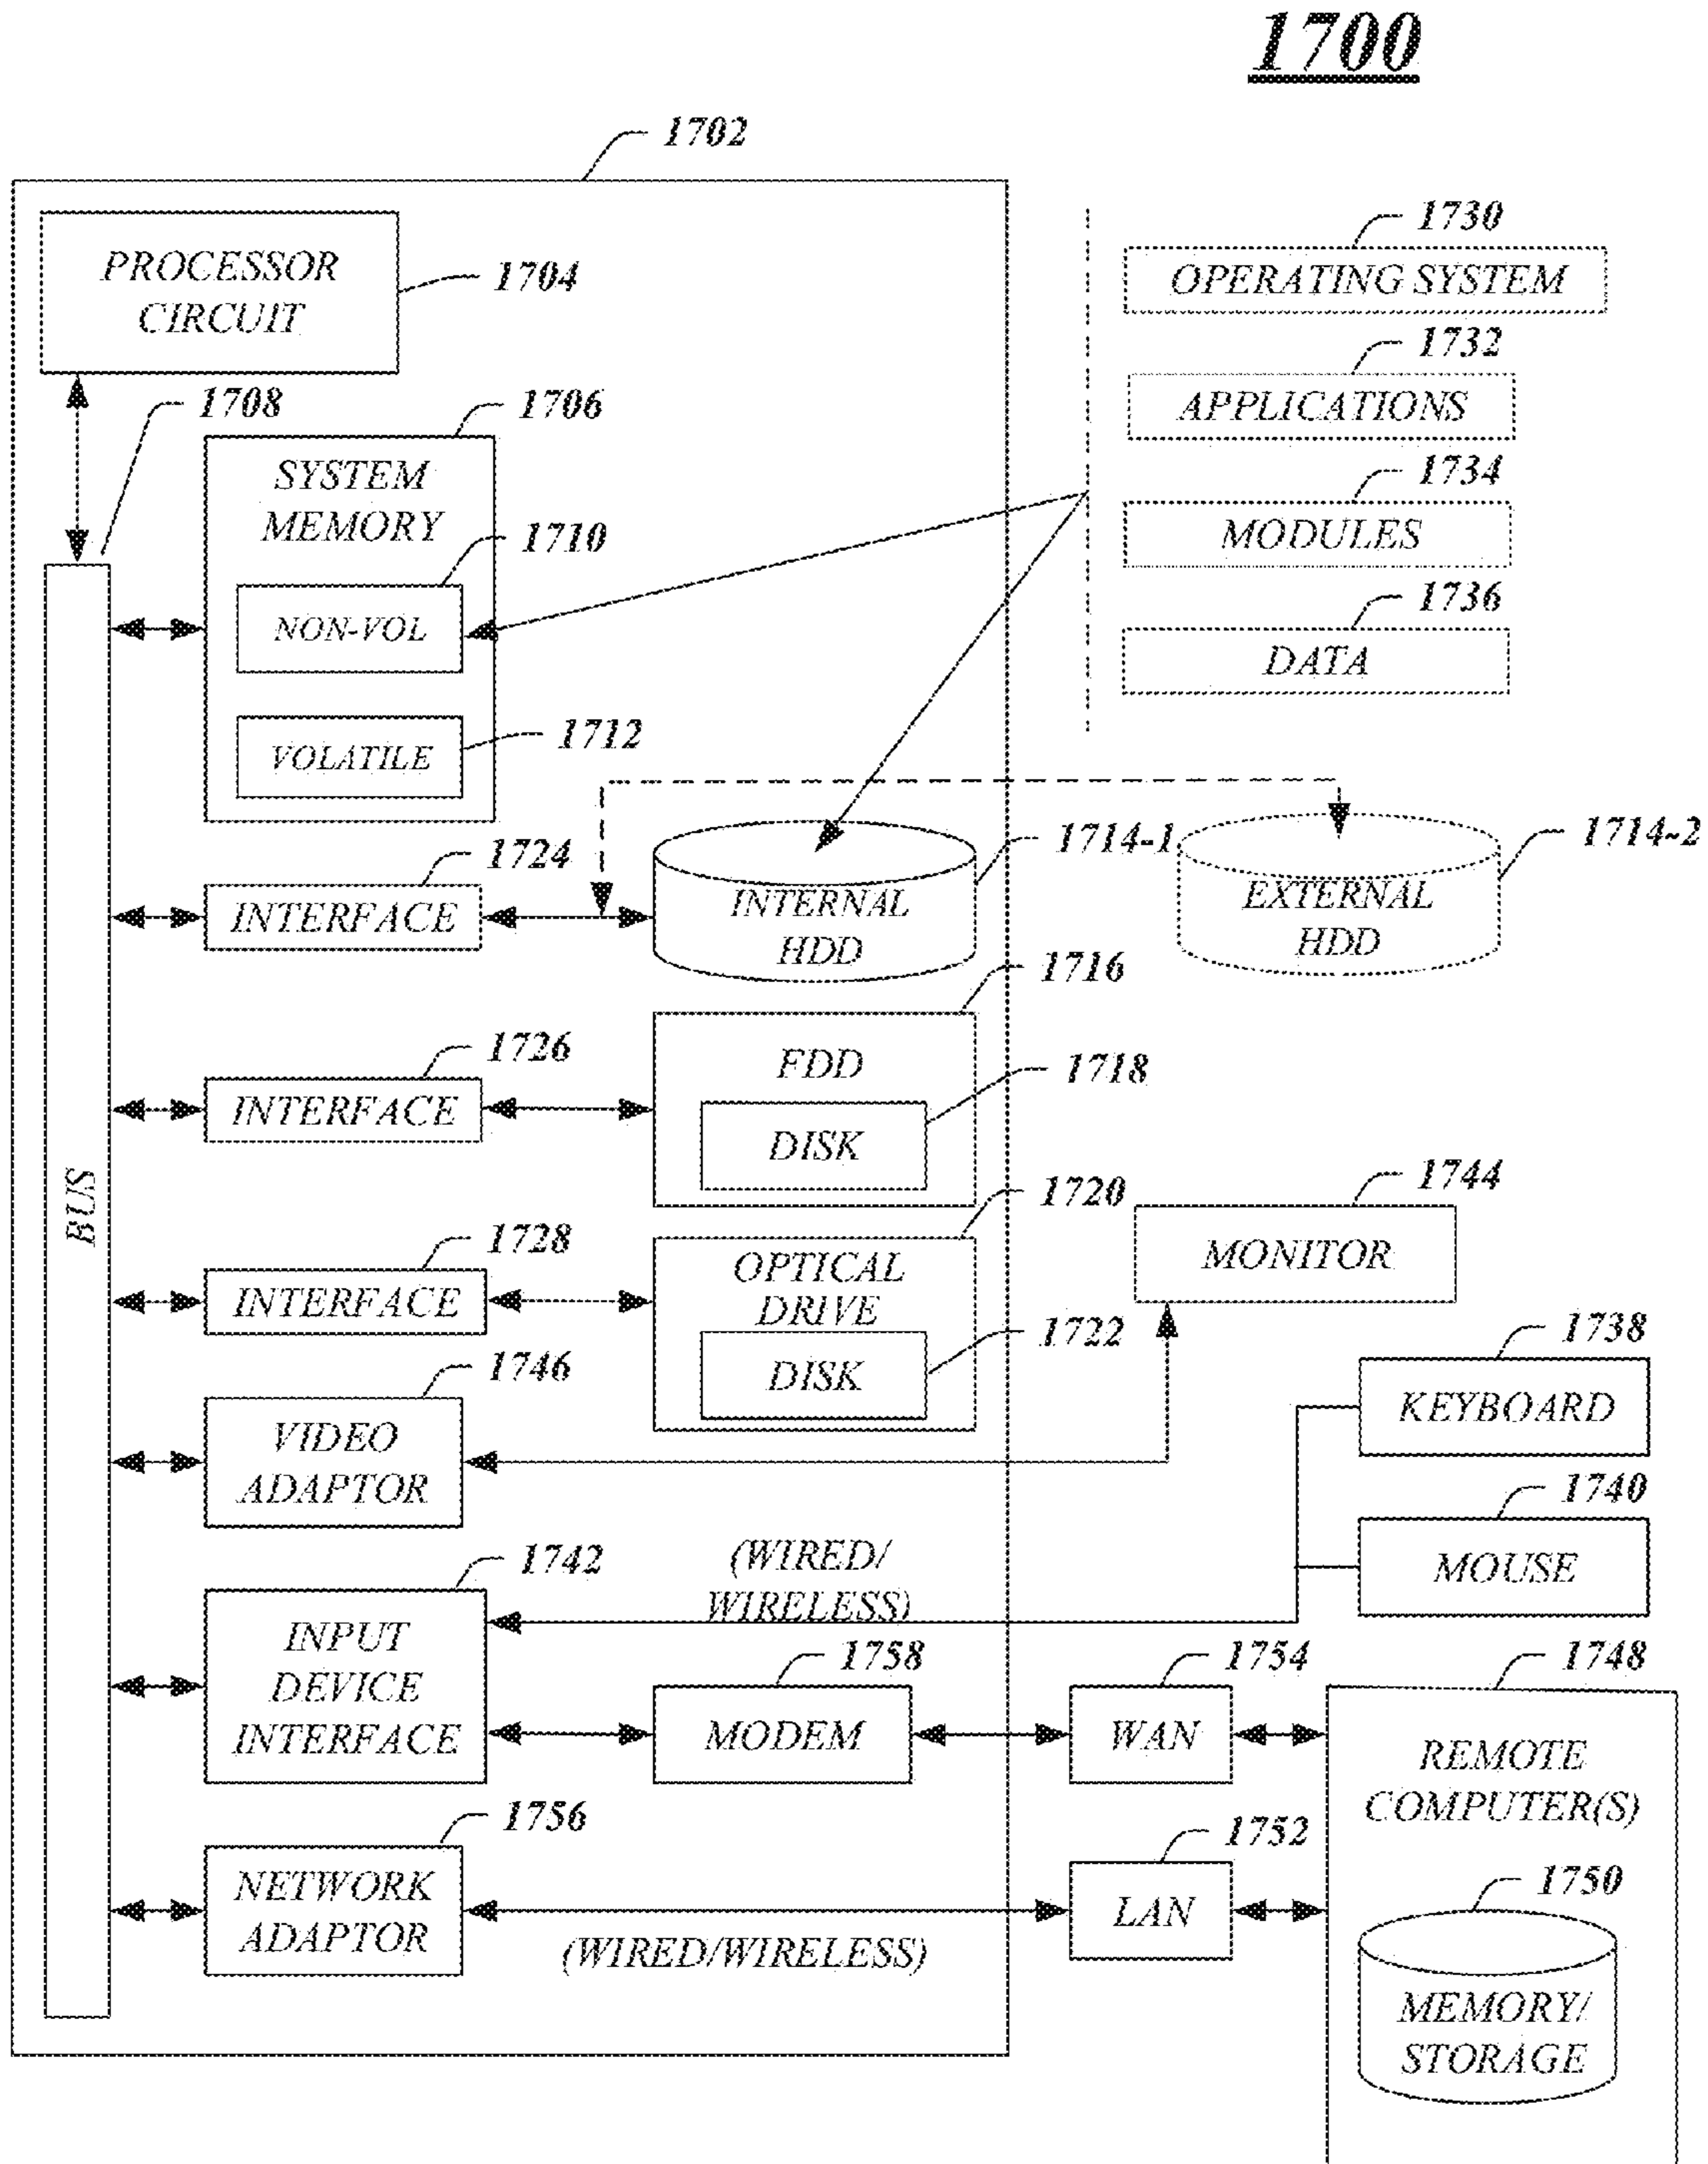 1700
1702
PROCESSOR
CIRCUIT
1704
1708
1706
SYSTEM
MEMORY
1710
NON-VOL
1712
VOLATILE
1730
OPERATING SYSTEM
1732
APPLICATIONS
1734
MODULES
1736
DATA
1724
INTERFACE
1714-1
INTERNAL
HDD
1714-2
EXTERNAL
HDD
1716
1726
INTERFACE
FDD
1718
DISK
BUS
1720
1728
INTERFACE
OPTICAL
DRIVE
1722
DISK
1744
MONITOR
1746
VIDEO
ADAPTOR
1738
KEYBOARD
1740
MOUSE
1742
(WIRED/
WIRELESS)
INPUT
DEVICE
INTERFACE
1758
MODEM
1754
WAN
1748
REMOTE
COMPUTER(S)
1756
NETWORK
ADAPTOR
(WIRED/WIRELESS)
1752
LAN
1750
MEMORY/
STORAGE